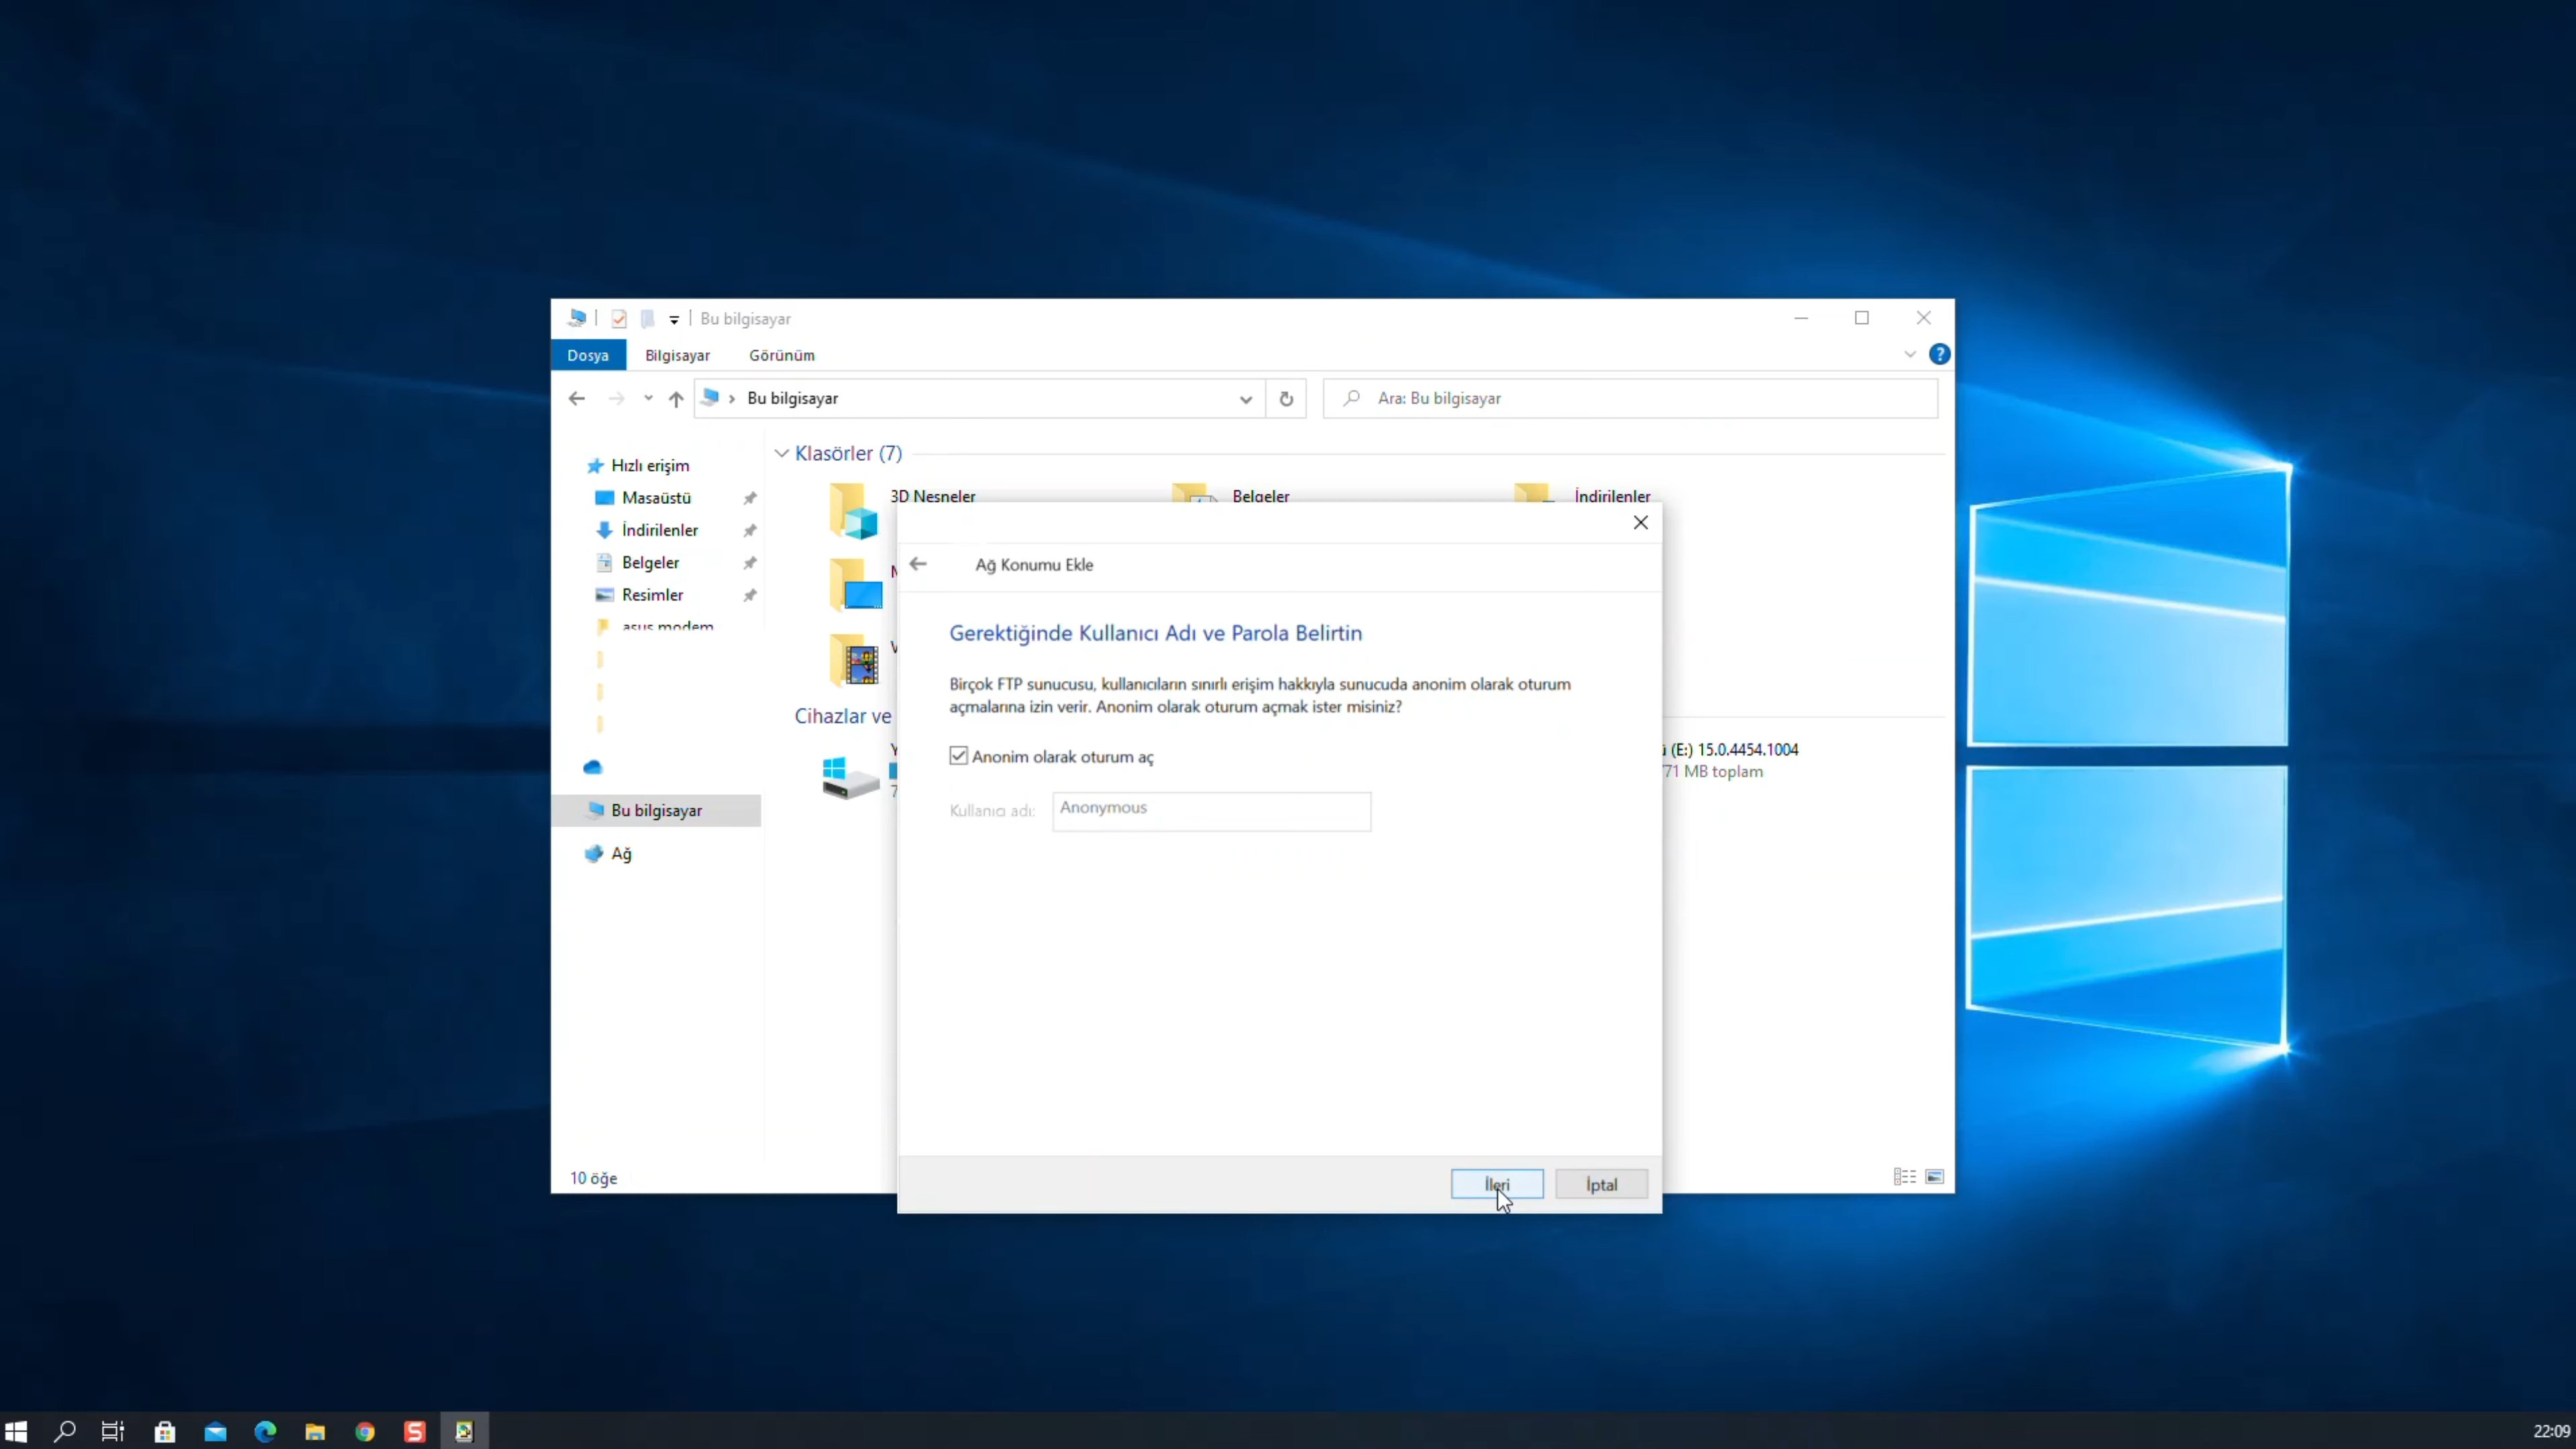 Bu bilgisayar
Dosya
Bilgisayar
Görünüm
Bu bilgisayar
Ara: Bu bilgisayar
Hızlı erişim
Masaüstü
İndirilenler
Belgeler
Resimler
asus modem
Bu bilgisayar
Ağ
Klasörler (7)
3D Nesneler
Belgeler
İndirilenler
Cihazlar ve
(E:) 15.0.4454.1004
71 MB toplam
Ağ Konumu Ekle
Gerektiğinde Kullanıcı Adı ve Parola Belirtin
Birçok FTP sunucusu, kullanıcıların sınırlı erişim hakkıyla sunucuda anonim olarak oturum
açmalarına izin verir. Anonim olarak oturum açmak ister misiniz?
Anonim olarak oturum aç
Kullanıcı adı: Anonymous
İleri
İptal
10 öğe
22:09